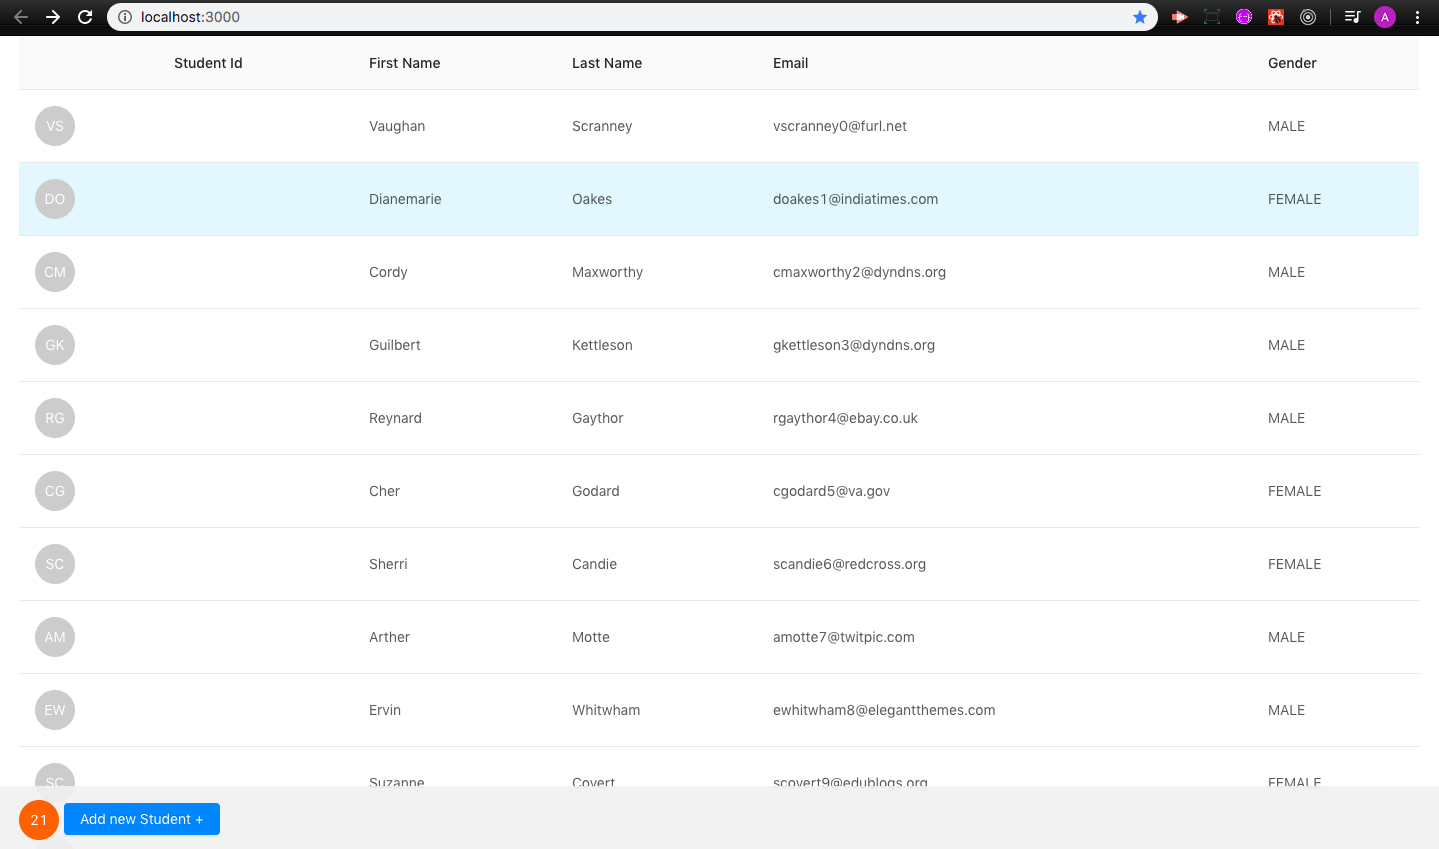 localhost:3000
A
Student Id First Name Last Name Email Gender
VS Vaughan Scranney vscranney0@furl.net MALE
DO Dianemarie Oakes doakes1@indiatimes.com FEMALE
CM Cordy Maxworthy cmaxworthy2@dyndns.org MALE
GK Guilbert Kettleson gkettleson3@dyndns.org MALE
RG Reynard Gaythor rgaythor4@ebay.co.uk MALE
CG Cher Godard cgodard5@va.gov FEMALE
SC Sherri Candie scandie6@redcross.org FEMALE
AM Arther Motte amotte7@twitpic.com MALE
EW Ervin Whitwham ewhitwham8@elegantthemes.com MALE
SC Suzanne Covert scovert9@edublogs.org FEMALE
21 Add new Student +